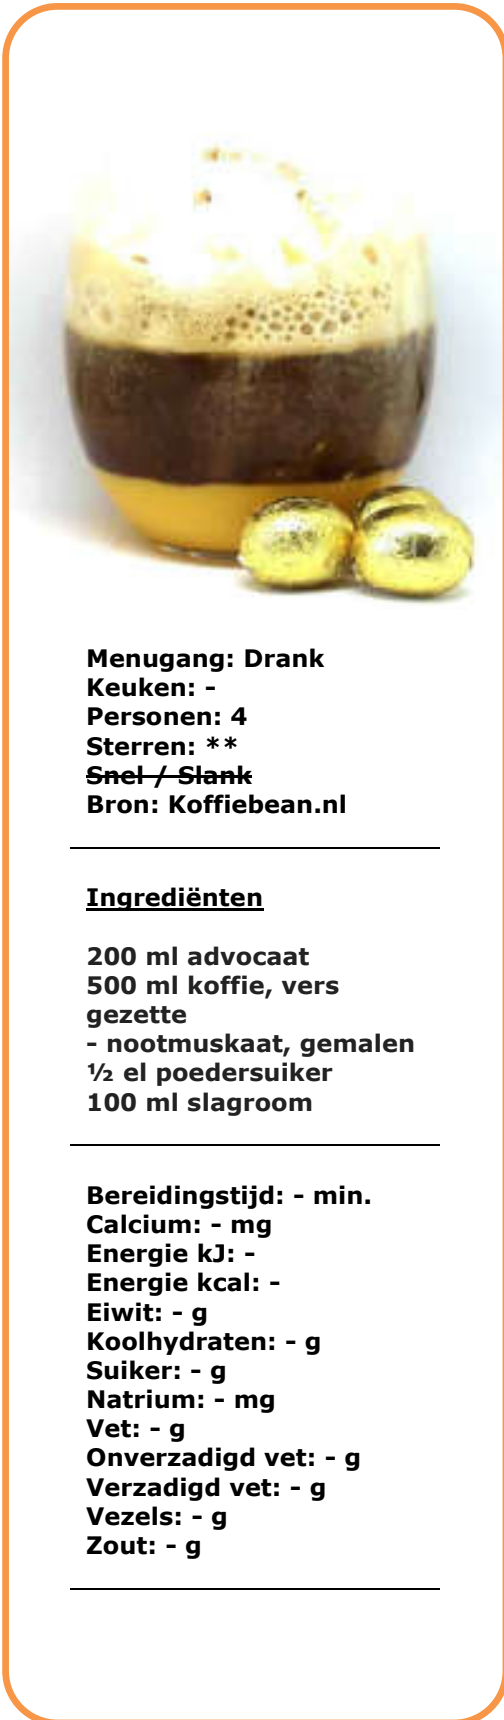 Menugang: Drank
Keuken: -
Personen: 4
Sterren: **
Snel / Slank
Bron: Koffiebean.nl
Ingrediënten
200 ml advocaat
500 ml koffie, vers
gezette
- nootmuskaat, gemalen
½ el poedersuiker
100 ml slagroom
Bereidingstijd: - min.
Calcium: - mg
Energie kJ: -
Energie kcal: -
Eiwit: - g
Koolhydraten: - g
Suiker: - g
Natrium: - mg
Vet: - g
Onverzadigd vet: - g
Verzadigd vet: - g
Vezels: - g
Zout: - g